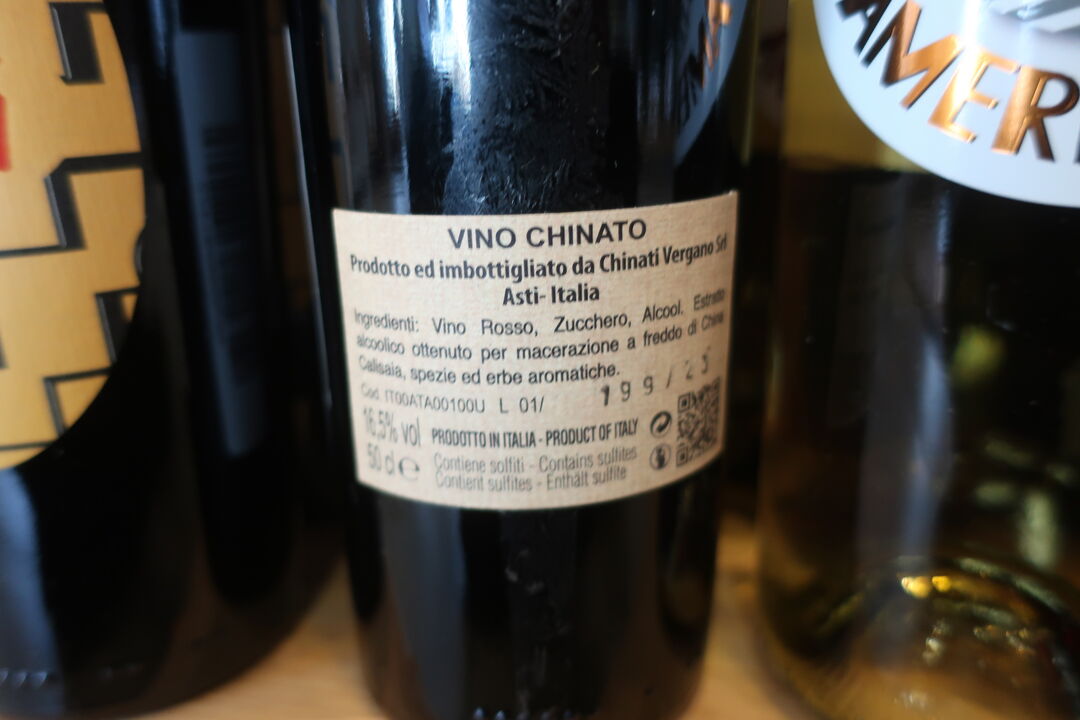 AMER
VINO CHINATO
Prodotto ed imbottigliato da Chinati Vergano Srl
Asti- Italia
Ingredienti: Vino Rosso, Zucchero, Alcool. Estratto
alcoolico ottenuto per macerazione a freddo di China
Calisaia, spezie ed erbe aromatiche.
Cod. IT00ATA00100U L 01/ 199/23
16,5% vol PRODOTTO IN ITALIA - PRODUCT OF ITALY
50 cl e Contiene solfiti - Contains sulfites
Contient sulfites - Enthält sulfite